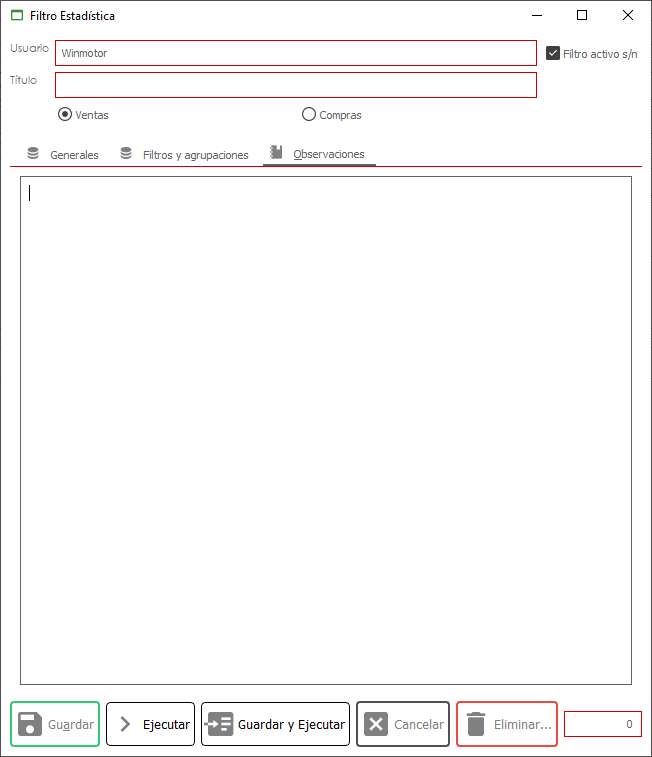 Filtro Estadística
Usuario
Winmotor
Filtro activo s/n
Título
Ventas
Compras
Generales
Filtros y agrupaciones
Observaciones
Guardar
Ejecutar
Guardar y Ejecutar
Cancelar
Eliminar...
0